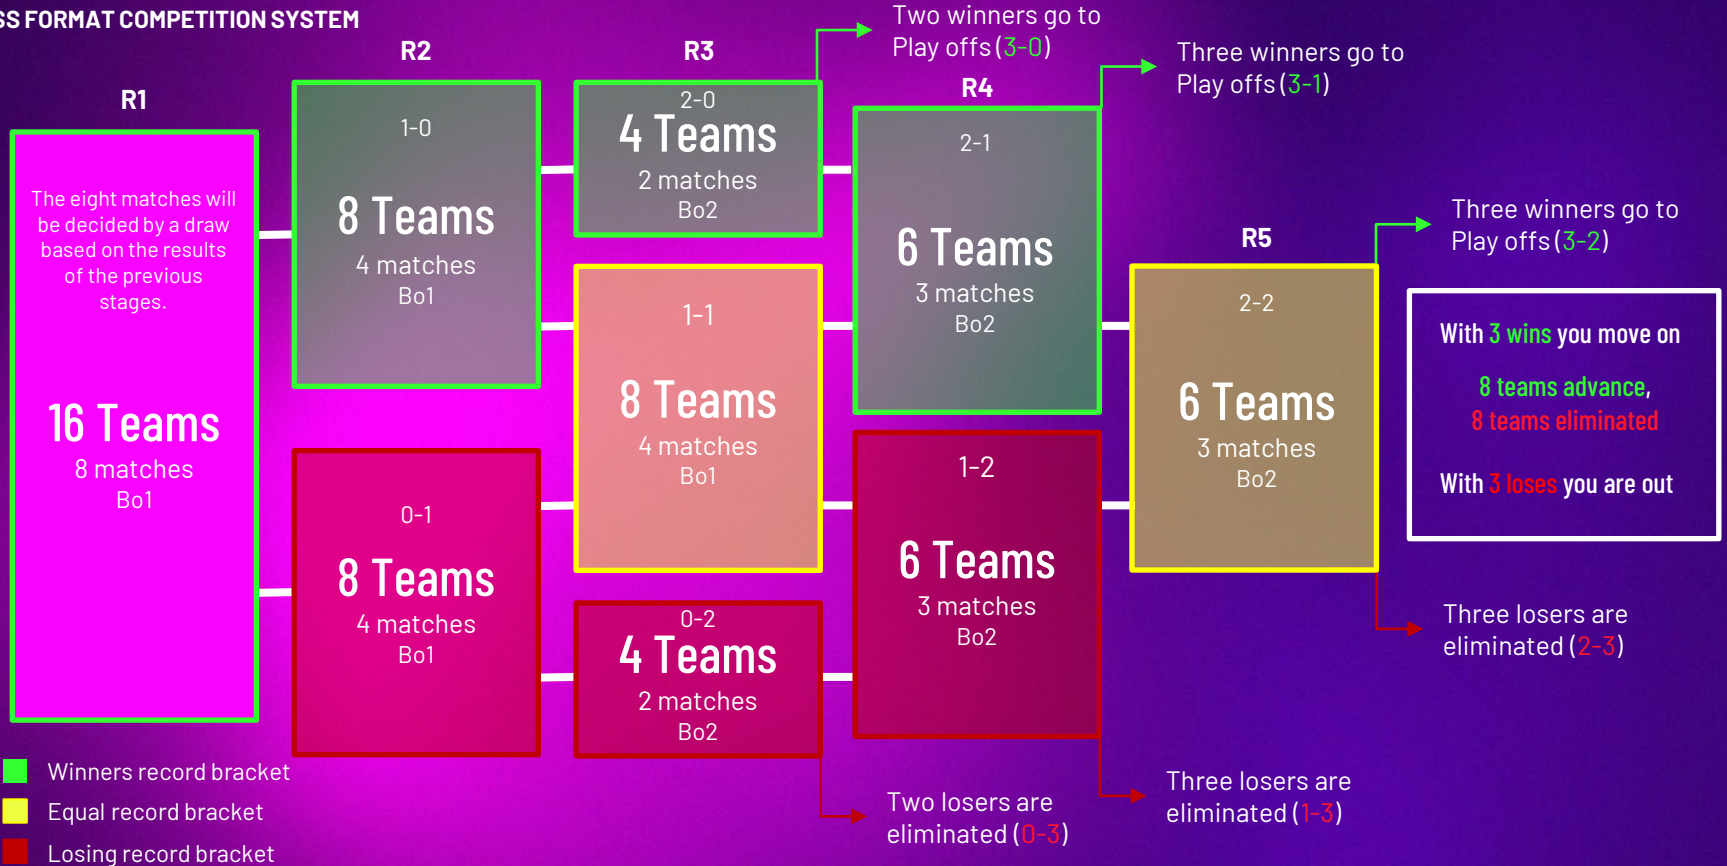 SS FORMAT COMPETITION SYSTEM
R1
The eight matches will
be decided by a draw
based on the results
of the previous
stages.
16 Teams
8 matches
Bo1
R2
1-0
8 Teams
4 matches
Bo1
0-1
8 Teams
4 matches
Bo1
R3
2-0
4 Teams
2 matches
Bo2
1-1
8 Teams
4 matches
Bo1
0-2
4 Teams
2 matches
Bo2
Two winners go to
Play offs (3-0)
Two losers are
eliminated (0-3)
R4
2-1
6 Teams
3 matches
Bo2
1-2
6 Teams
3 matches
Bo2
Three winners go to
Play offs (3-1)
Three losers are
eliminated (1-3)
R5
2-2
6 Teams
3 matches
Bo2
Three winners go to
Play offs (3-2)
Three losers are
eliminated (2-3)
With 3 wins you move on
8 teams advance,
8 teams eliminated
With 3 loses you are out
Winners record bracket
Equal record bracket
Losing record bracket